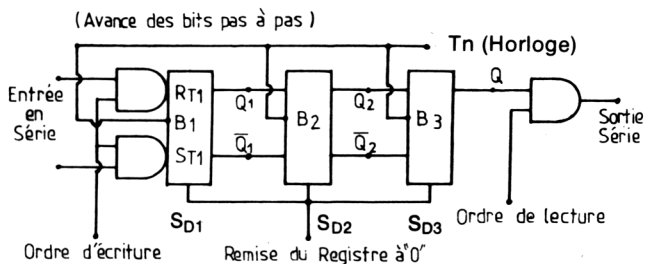 (Avance des bits pas à pas)
Tn (Horloge)
Entrée
en
Série
RT1
B1
ST1
Q1
Q̅1
B2
Q2
Q̅2
B3
Q
Sortie
Série
SD1
SD2
SD3
Ordre de lecture
Ordre d'écriture
Remise du Registre à "0"